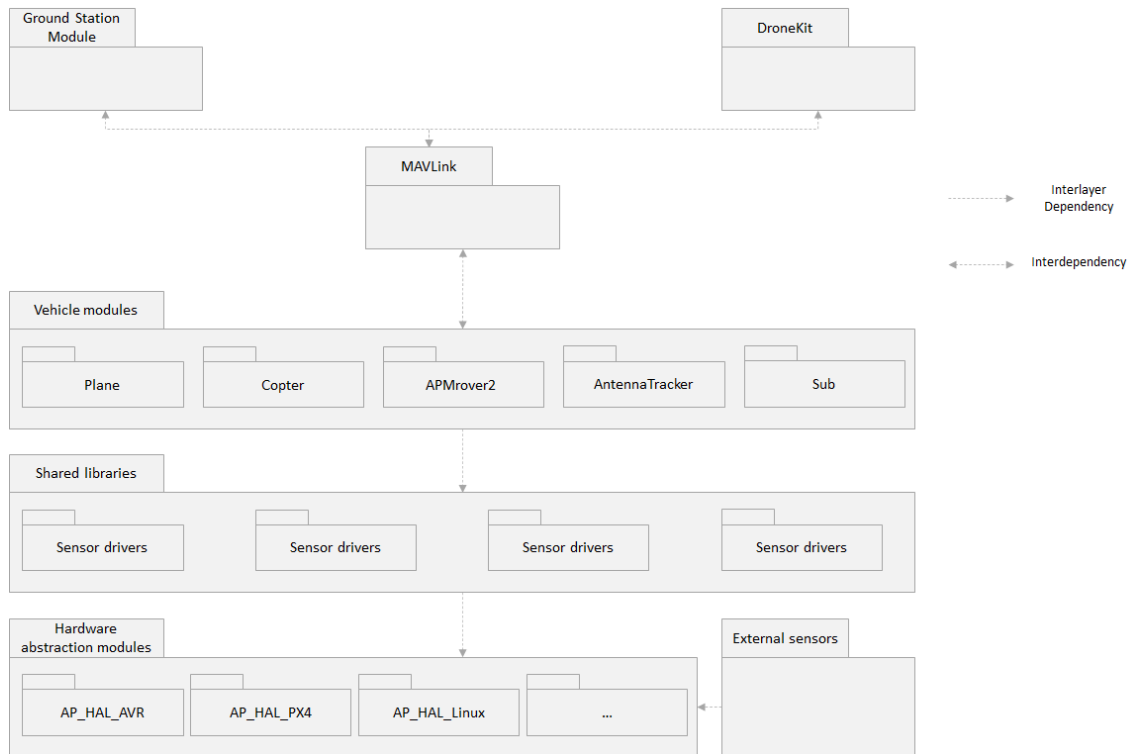 Ground Station
Module
DroneKit
MAVLink
Interlayer
Dependency
Interdependency
Vehicle modules
Plane
Copter
APMrover2
AntennaTracker
Sub
Shared libraries
Sensor drivers
Sensor drivers
Sensor drivers
Sensor drivers
Hardware
abstraction modules
External sensors
AP_HAL_AVR
AP_HAL_PX4
AP_HAL_Linux
...